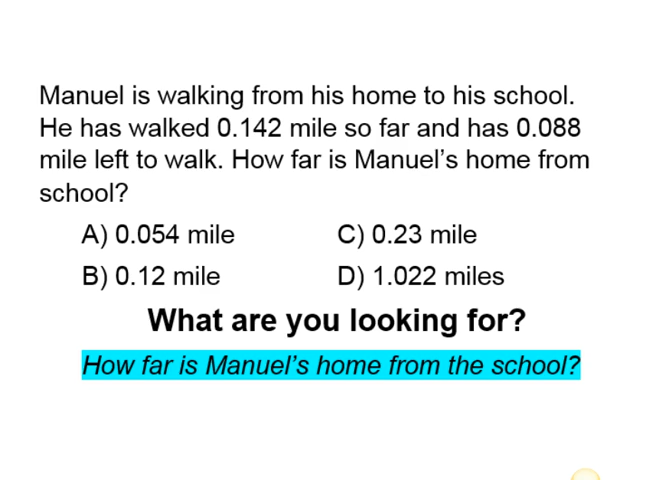 Manuel is walking from his home to his school.
He has walked 0.142 mile so far and has 0.088
mile left to walk. How far is Manuel’s home from
school?
A) 0.054 mile C) 0.23 mile
B) 0.12 mile D) 1.022 miles
What are you looking for?
How far is Manuel’s home from the school?